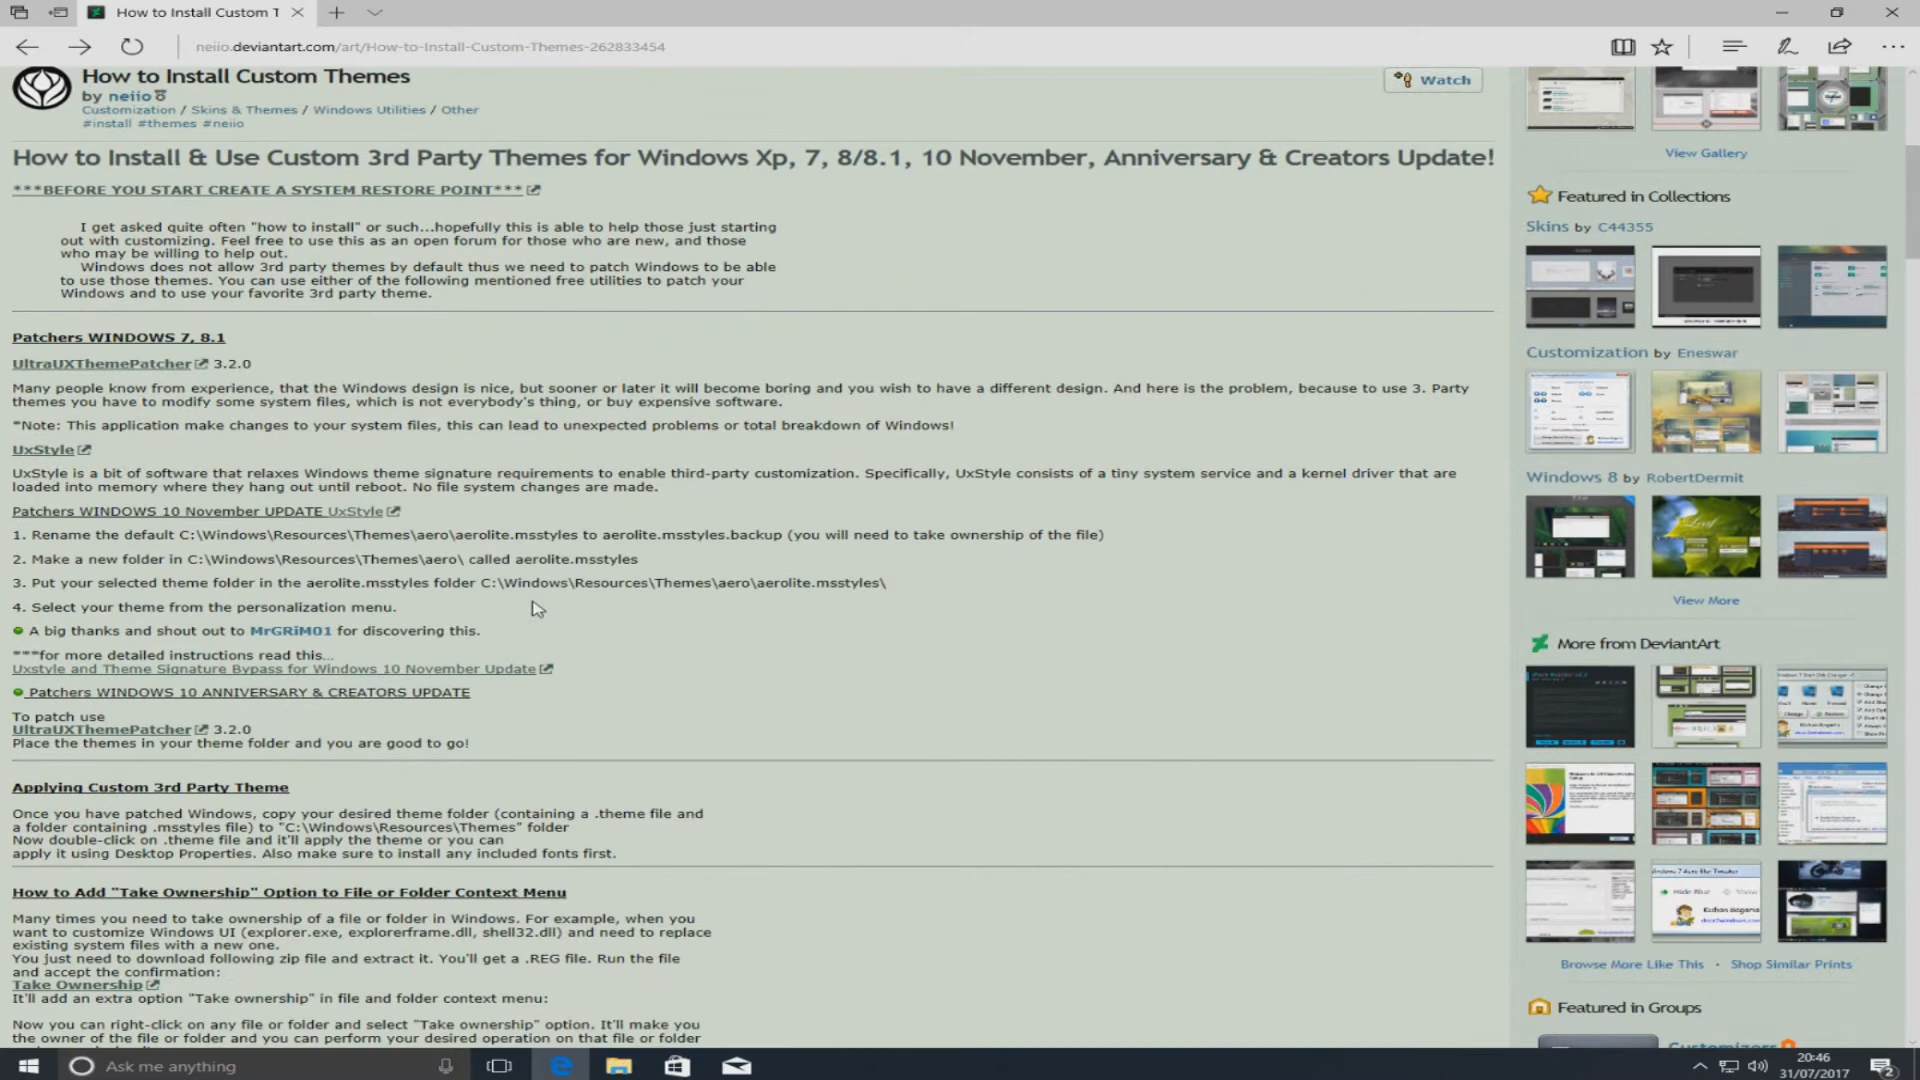 How to Install Custom T
neiio.deviantart.com/art/How-to-Install-Custom-Themes-262833454
How to Install Custom Themes
by neiio
Customization / Skins & Themes / Windows Utilities / Other
#install #themes #neiio
Watch
How to Install & Use Custom 3rd Party Themes for Windows Xp, 7, 8/8.1, 10 November, Anniversary & Creators Update!
***BEFORE YOU START CREATE A SYSTEM RESTORE POINT***
I get asked quite often "how to install" or such...hopefully this is able to help those just starting
out with customizing. Feel free to use this as an open forum for those who are new, and those
who may be willing to help out.
Windows does not allow 3rd party themes by default thus we need to patch Windows to be able
to use those themes. You can use either of the following mentioned free utilities to patch your
Windows and to use your favorite 3rd party theme.
Patchers WINDOWS 7, 8.1
UltraUXThemePatcher 3.2.0
Many people know from experience, that the Windows design is nice, but sooner or later it will become boring and you wish to have a different design. And here is the problem, because to use 3. Party
themes you have to modify some system files, which is not everybody's thing, or buy expensive software.
*Note: This application make changes to your system files, this can lead to unexpected problems or total breakdown of Windows!
UxStyle
UxStyle is a bit of software that relaxes Windows theme signature requirements to enable third-party customization. Specifically, UxStyle consists of a tiny system service and a kernel driver that are
loaded into memory where they hang out until reboot. No file system changes are made.
Patchers WINDOWS 10 November UPDATE UxStyle
1. Rename the default C:\Windows\Resources\Themes\aero\aerolite.msstyles to aerolite.msstyles.backup (you will need to take ownership of the file)
2. Make a new folder in C:\Windows\Resources\Themes\aero\ called aerolite.msstyles
3. Put your selected theme folder in the aerolite.msstyles folder C:\Windows\Resources\Themes\aero\aerolite.msstyles\
4. Select your theme from the personalization menu.
A big thanks and shout out to MrGRiM01 for discovering this.
***for more detailed instructions read this...
Uxstyle and Theme Signature Bypass for Windows 10 November Update
Patchers WINDOWS 10 ANNIVERSARY & CREATORS UPDATE
To patch use
UltraUXThemePatcher 3.2.0
Place the themes in your theme folder and you are good to go!
Applying Custom 3rd Party Theme
Once you have patched Windows, copy your desired theme folder (containing a .theme file and
a folder containing .msstyles file) to "C:\Windows\Resources\Themes" folder
Now double-click on .theme file and it'll apply the theme or you can
apply it using Desktop Properties. Also make sure to install any included fonts first.
How to Add "Take Ownership" Option to File or Folder Context Menu
Many times you need to take ownership of a file or folder in Windows. For example, when you
want to customize Windows UI (explorer.exe, explorerframe.dll, shell32.dll) and need to replace
existing system files with a new one.
You just need to download following zip file and extract it. You'll get a .REG file. Run the file
and accept the confirmation:
Take Ownership
It'll add an extra option "Take ownership" in file and folder context menu:
Now you can right-click on any file or folder and select "Take ownership" option. It'll make you
the owner of the file or folder and you can perform your desired operation on that file or folder
View Gallery
Featured in Collections
Skins by C44355
Customization by Eneswar
Windows 8 by RobertDermit
View More
More from DeviantArt
Browse More Like This · Shop Similar Prints
Featured in Groups
Customizers
Ask me anything
20:46
31/07/2017
2